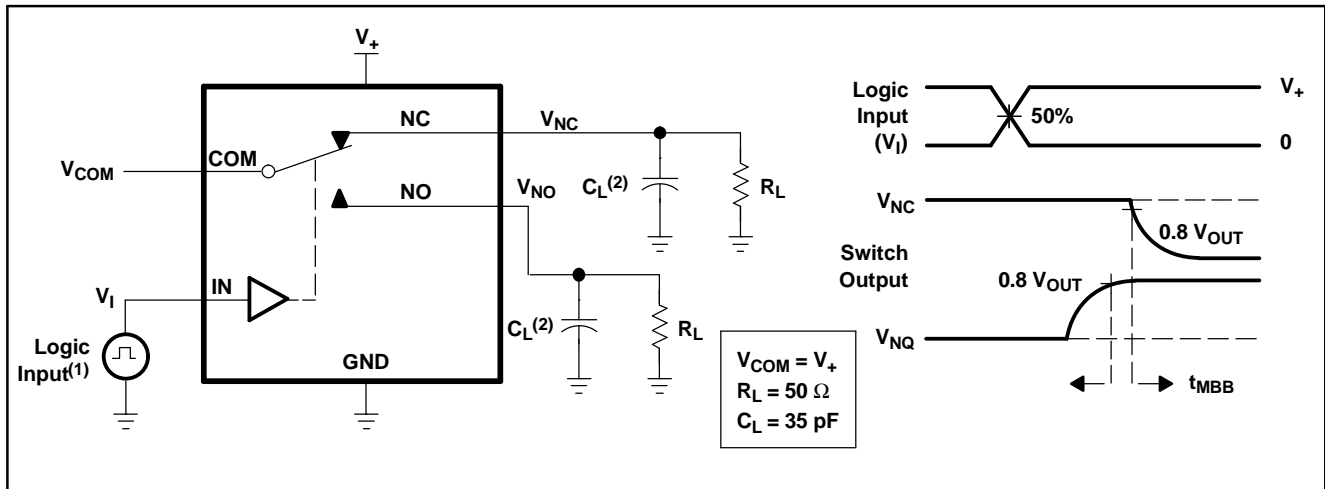 V+
NC
VNC
COM
VCOM
CL(2)
RL
NO
VNO
IN
VI
CL(2)
RL
Logic
Input(1)
GND
VCOM = V+
RL = 50 Ω
CL = 35 pF
Logic
Input
(VI)
50%
V+
0
VNC
0.8 VOUT
Switch
Output
0.8 VOUT
VNQ
tMBB